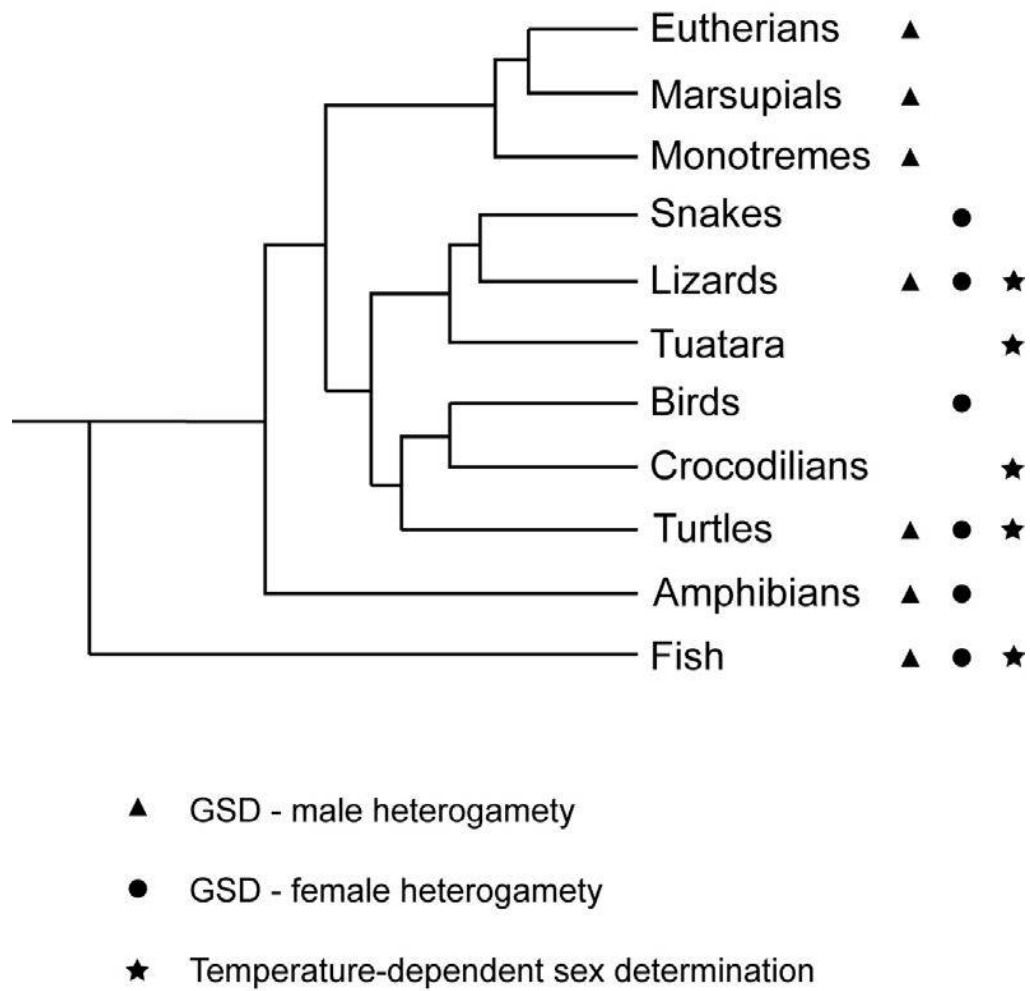 Eutherians
Marsupials
Monotremes
Snakes
Lizards
Tuatara
Birds
Crocodilians
Turtles
Amphibians
Fish
GSD - male heterogamety
GSD - female heterogamety
Temperature-dependent sex determination